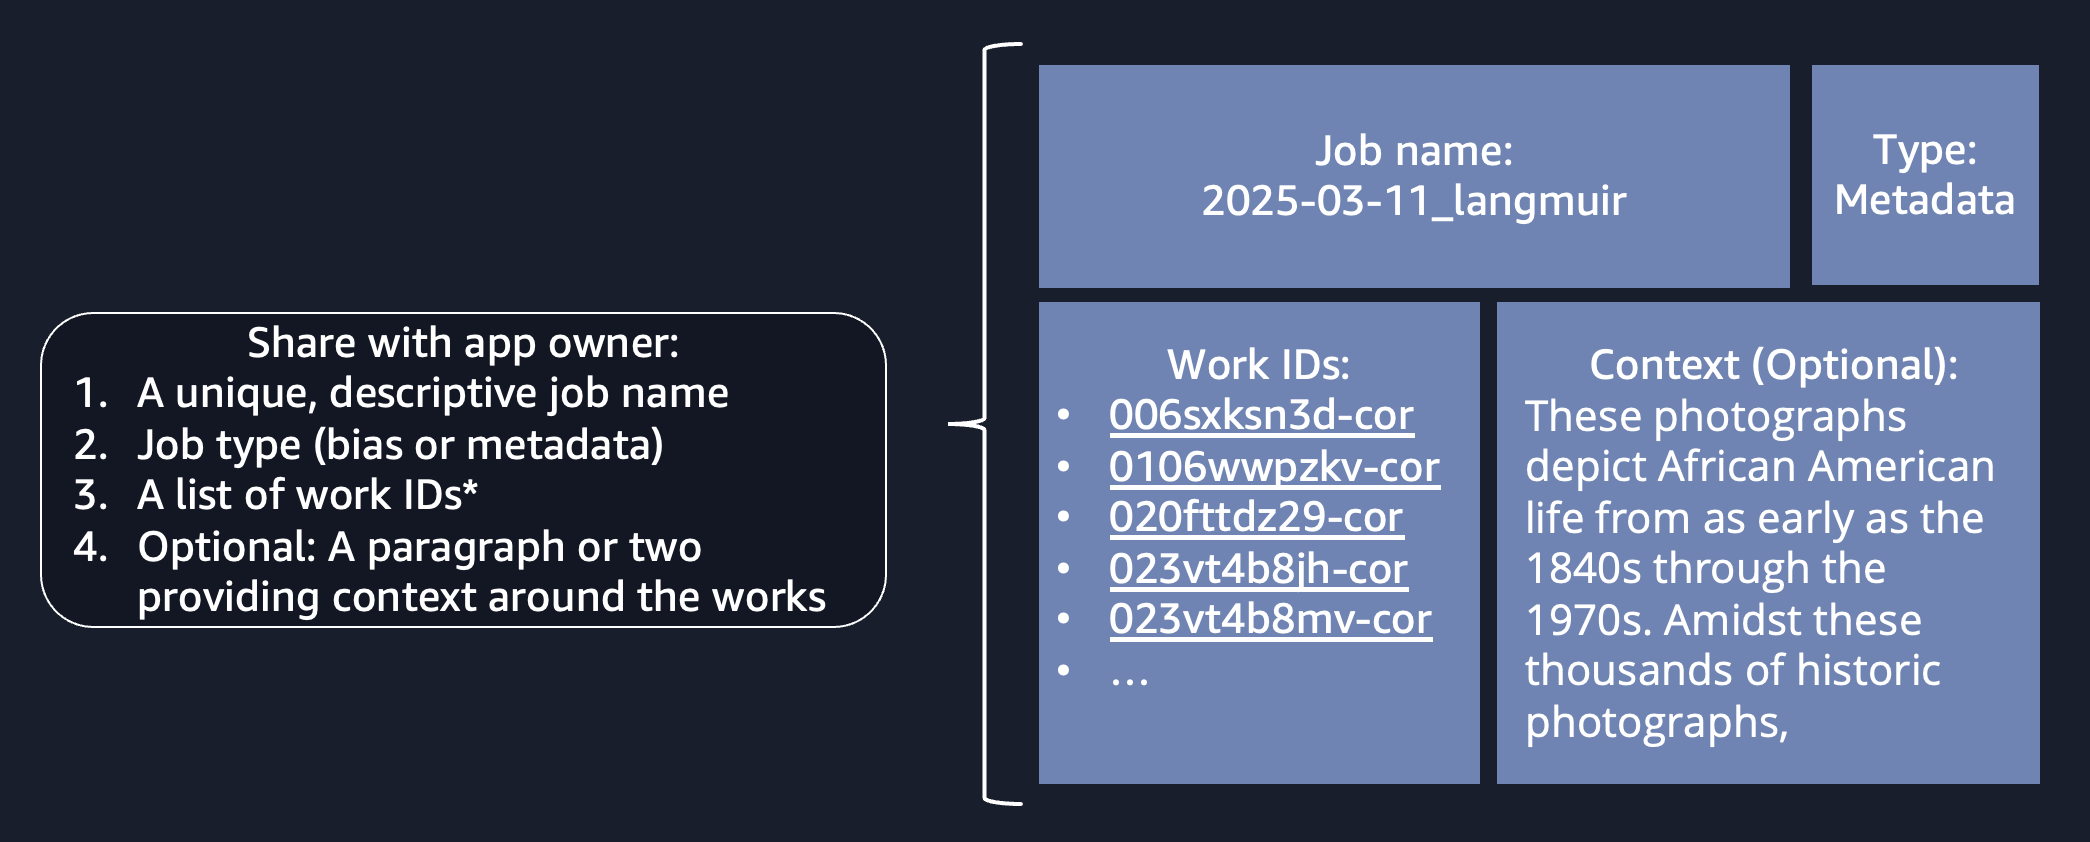 Share with app owner:
1. A unique, descriptive job name
2. Job type (bias or metadata)
3. A list of work IDs*
4. Optional: A paragraph or two
providing context around the works
Job name:
2025-03-11_langmuir
Type:
Metadata
Work IDs:
• 006sxksn3d-cor
• 0106wwpzkv-cor
• 020fttdz29-cor
• 023vt4b8jh-cor
• 023vt4b8mv-cor
• …
Context (Optional):
These photographs
depict African American
life from as early as the
1840s through the
1970s. Amidst these
thousands of historic
photographs,